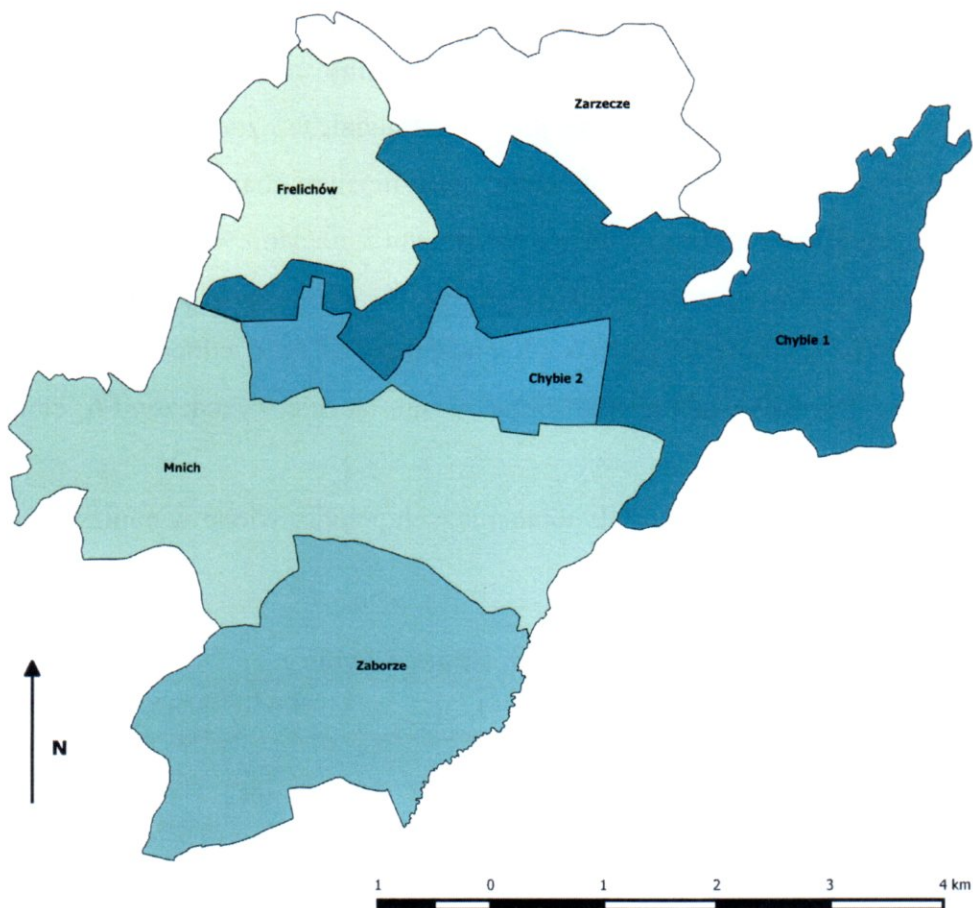 Zarzecze
Frelichów
Chybie 1
Chybie 2
Mnich
Zaborze
N
1 0 1 2 3 4 km